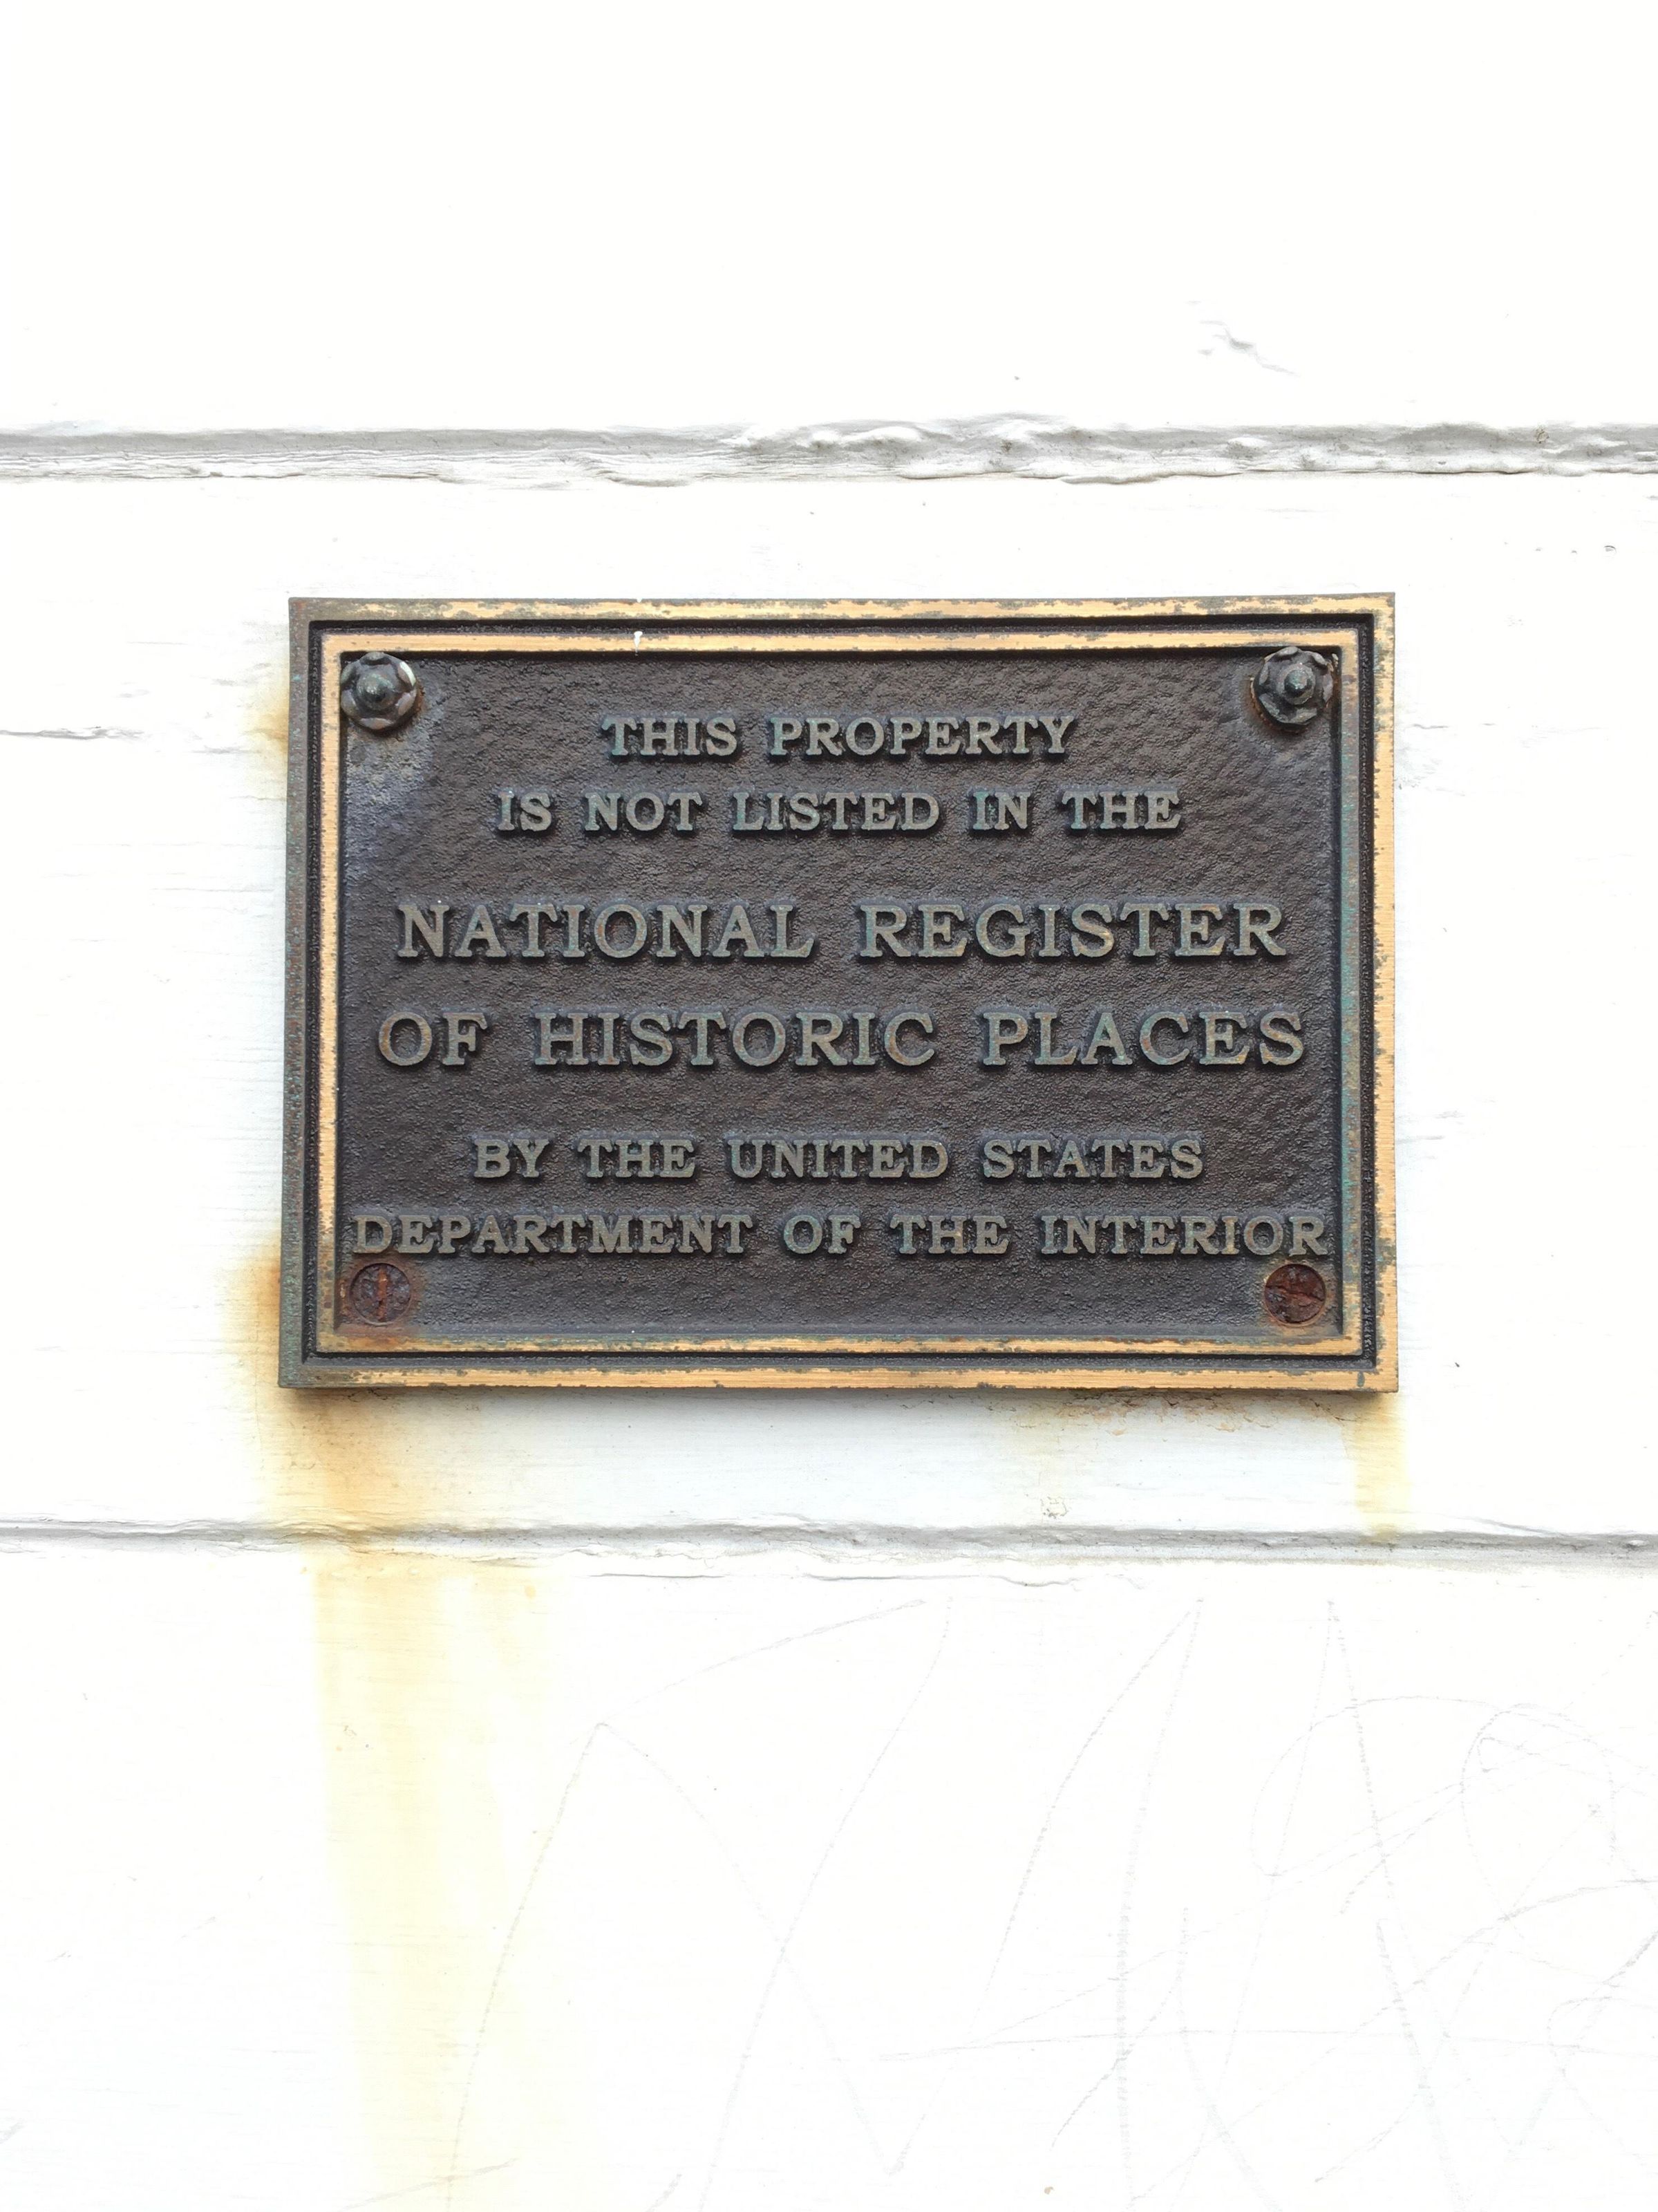 THIS PROPERTY
IS NOT LISTED IN THE
NATIONAL REGISTER
OF HISTORIC PLACES
BY THE UNITED STATES
DEPARTMENT OF THE INTERIOR